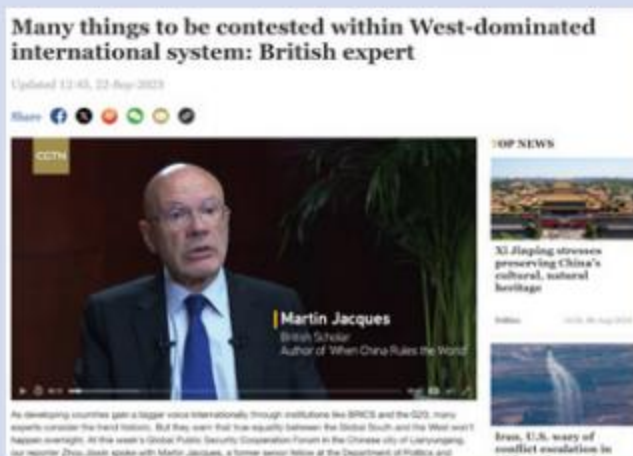 Many things to be contested within West-dominated
international system: British expert
Updated 12:43, 22-Sep-2023
Share
CGTN
Martin Jacques
British Scholar
Author of 'When China Rules the World'
As developing countries gain a bigger voice internationally through institutions like BRICS and the G20, many
experts consider the trend historic. But they warn that true equality between the Global South and the West won't
happen overnight. At this week's Global Public Security Cooperation Forum in the Chinese city of Lianyungang,
our reporter Zhou Jiaxin spoke with Martin Jacques, a former senior fellow at the Department of Politics and
TOP NEWS
Xi Jinping stresses
preserving China's
cultural, natural
heritage
Politics
Iran, U.S. wary of
conflict escalation in